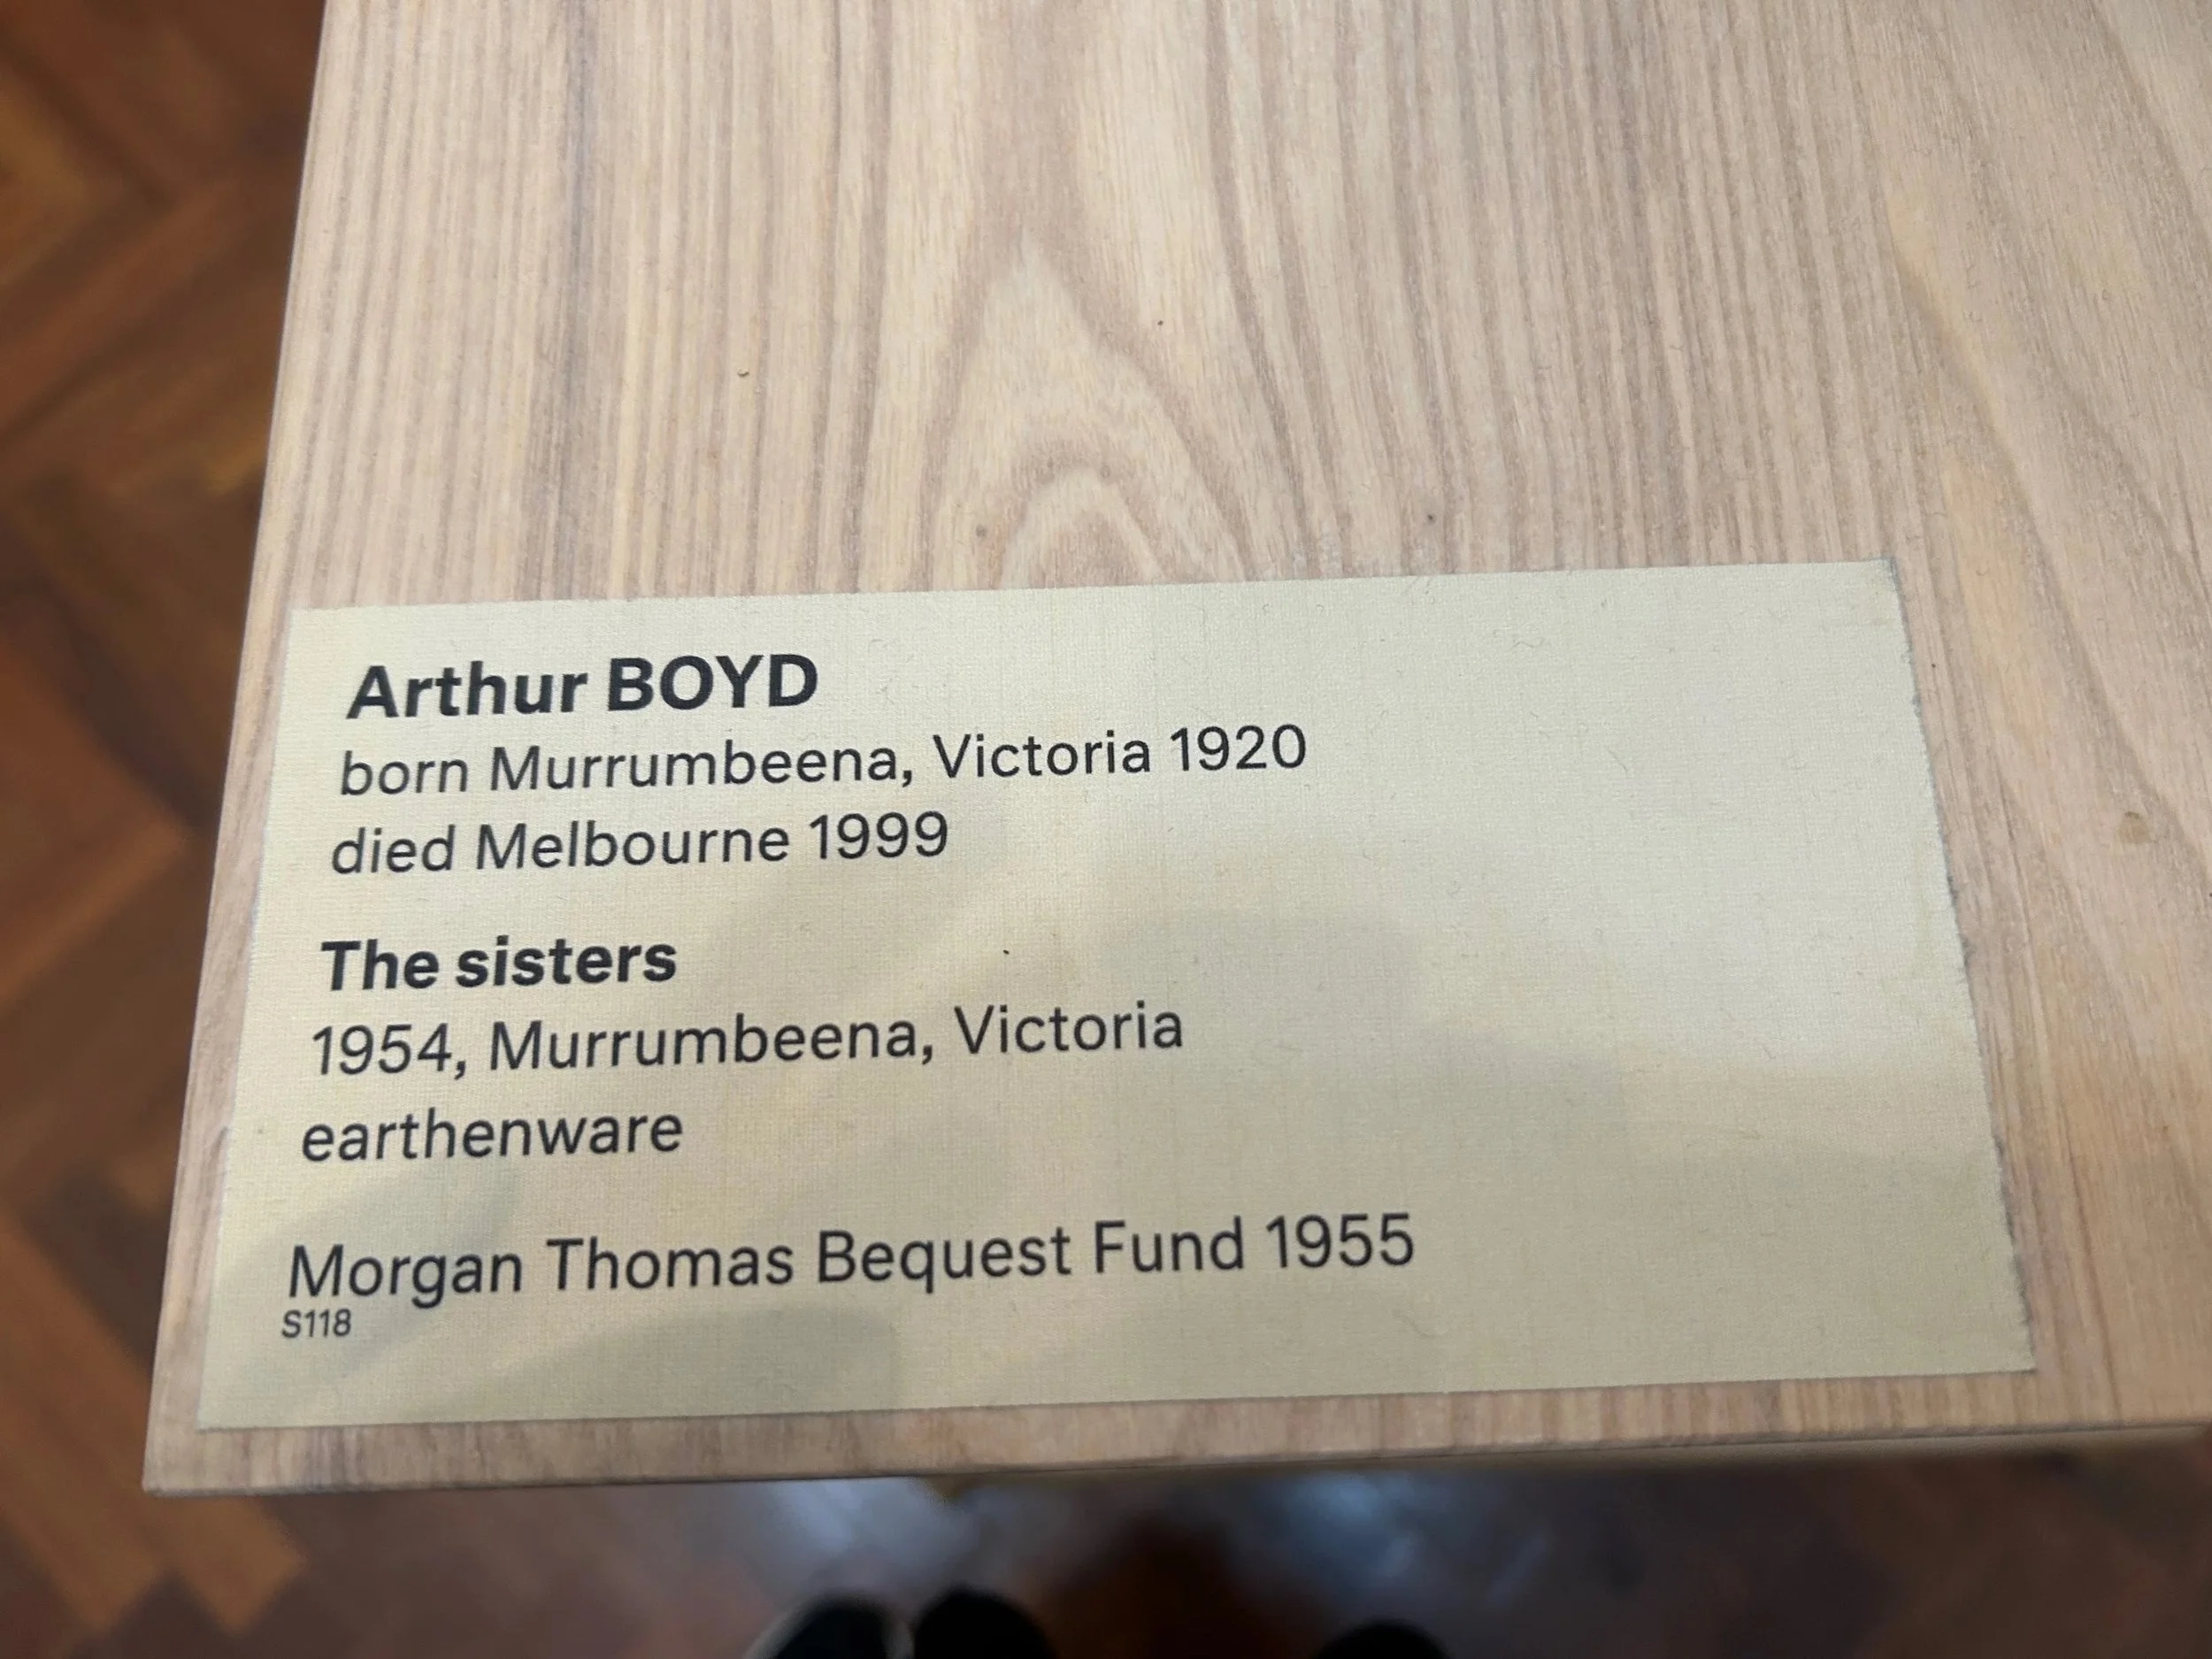 Arthur BOYD
born Murrumbeena, Victoria 1920
died Melbourne 1999
The sisters
1954, Murrumbeena, Victoria
earthenware
Morgan Thomas Bequest Fund 1955
S118